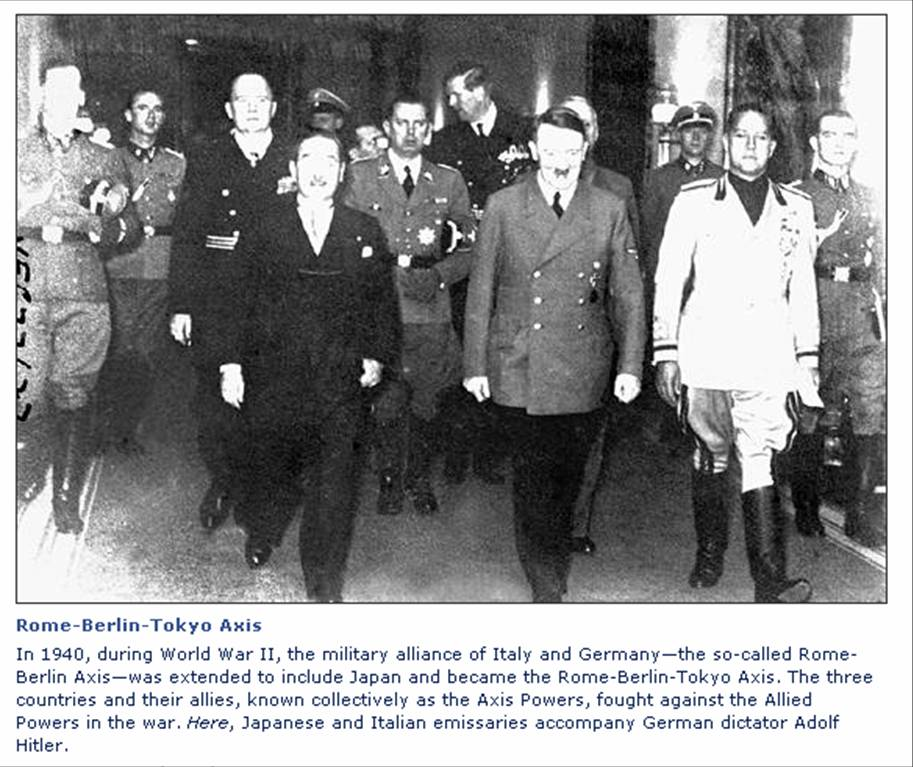 Rome-Berlin-Tokyo Axis
In 1940, during World War II, the military alliance of Italy and Germany—the so-called Rome-
Berlin Axis—was extended to include Japan and became the Rome-Berlin-Tokyo Axis. The three
countries and their allies, known collectively as the Axis Powers, fought against the Allied
Powers in the war. Here, Japanese and Italian emissaries accompany German dictator Adolf
Hitler.